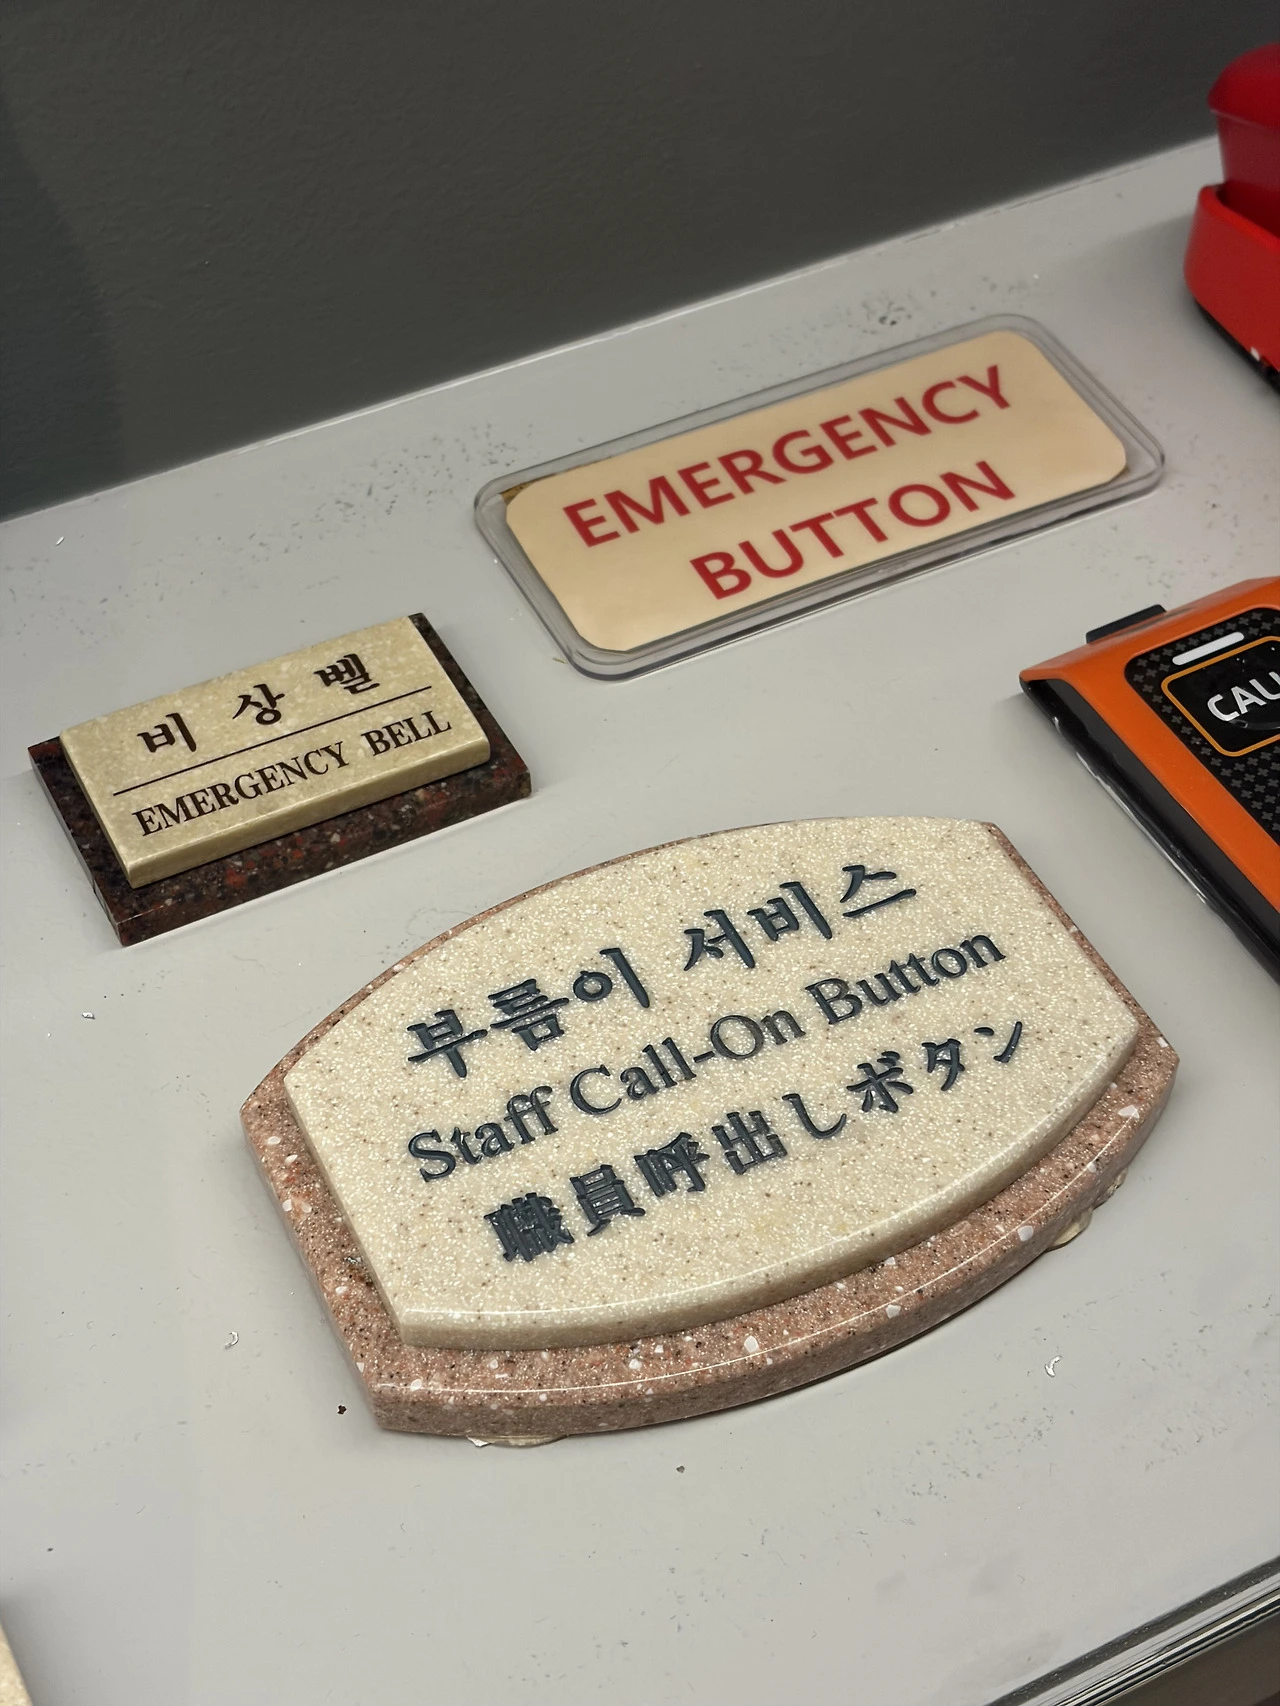 EMERGENCY
BUTTON
비상벨
EMERGENCY BELL
부름이 서비스
Staff Call-On Button
職員呼出しボタン